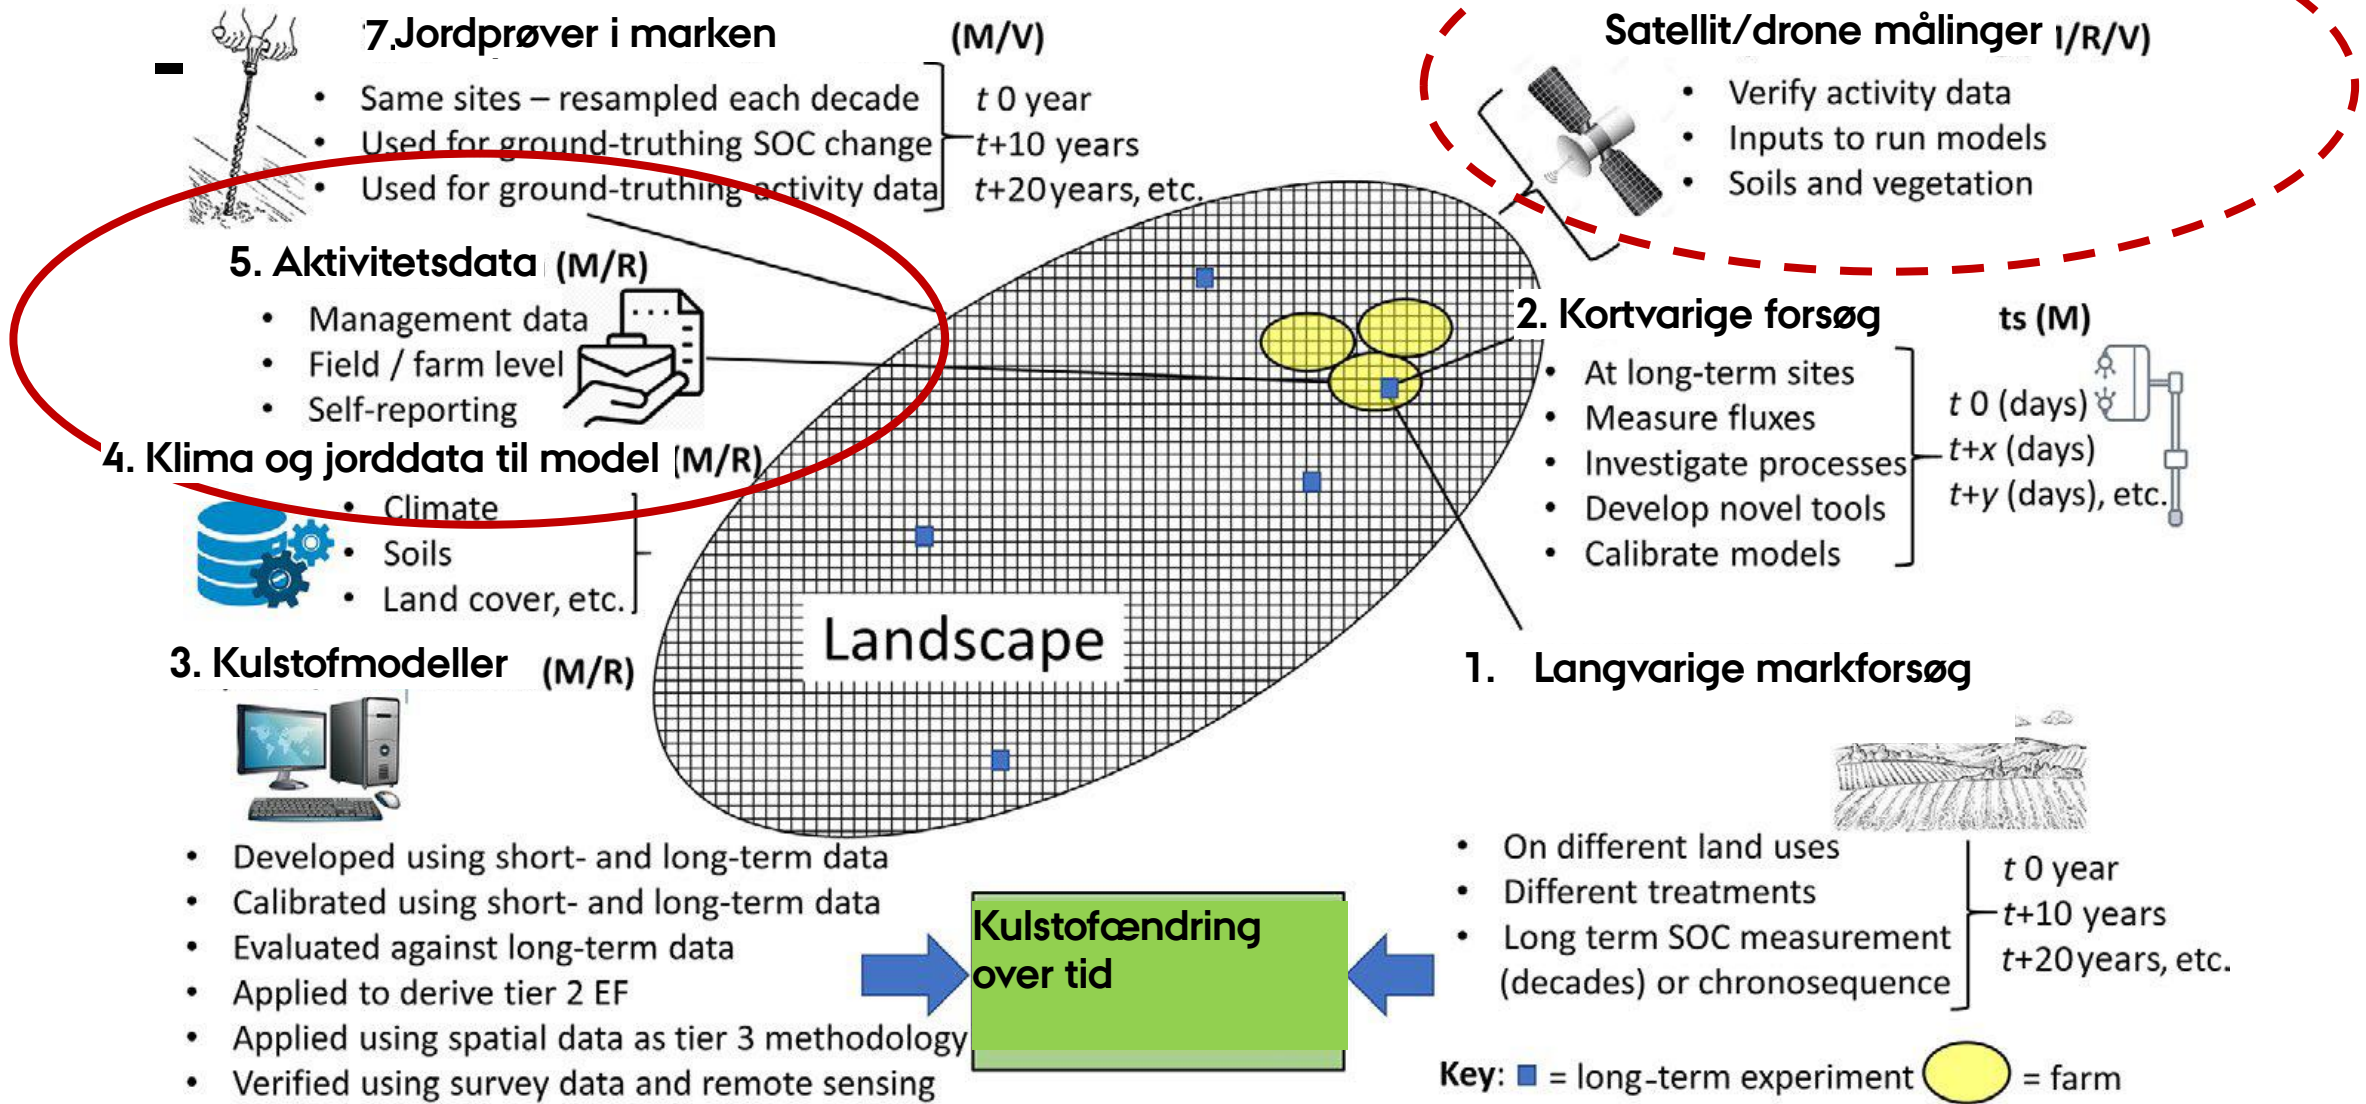 7.Jordprøver i marken (M/V)
• Same sites – resampled each decade
• Used for ground-truthing SOC change
• Used for ground-truthing activity data
t 0 year
t+10 years
t+20 years, etc.
Satellit/drone målinger /R/V)
• Verify activity data
• Inputs to run models
• Soils and vegetation
5. Aktivitetsdata (M/R)
• Management data
• Field / farm level
• Self-reporting
4. Klima og jorddata til model (M/R)
• Climate
• Soils
• Land cover, etc.
3. Kulstofmodeller (M/R)
• Developed using short- and long-term data
• Calibrated using short- and long-term data
• Evaluated against long-term data
• Applied to derive tier 2 EF
• Applied using spatial data as tier 3 methodology
• Verified using survey data and remote sensing
Landscape
2. Kortvarige forsøg ts (M)
• At long-term sites
• Measure fluxes
• Investigate processes
• Develop novel tools
• Calibrate models
t 0 (days)
t+x (days)
t+y (days), etc.
1. Langvarige markforsøg
• On different land uses
• Different treatments
• Long term SOC measurement
(decades) or chronosequence
t 0 year
t+10 years
t+20 years, etc.
Kulstofændring
over tid
Key: = long-term experiment = farm